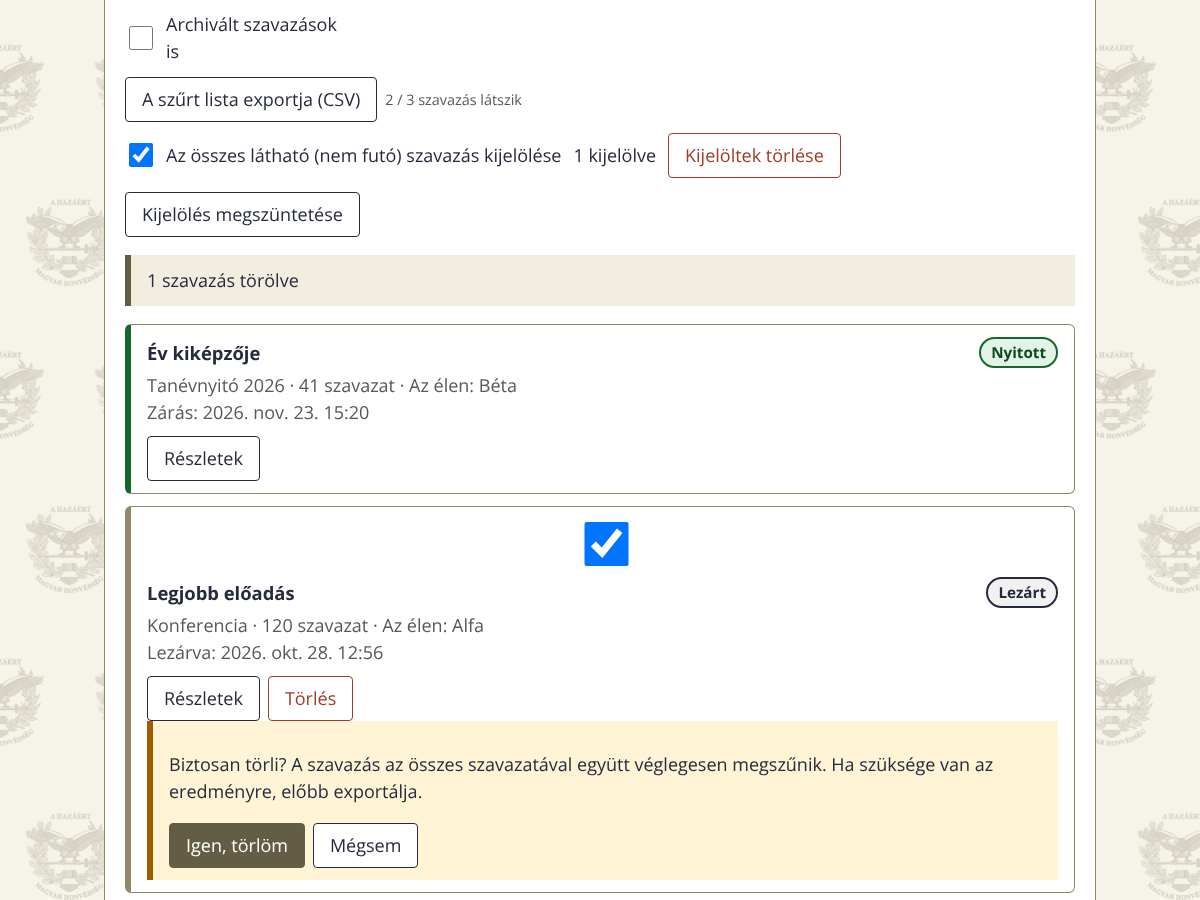 Archivált szavazások
is
A szűrt lista exportja (CSV) 2 / 3 szavazás látszik
Az összes látható (nem futó) szavazás kijelölése 1 kijelölve Kijelöltek törlése
Kijelölés megszüntetése
1 szavazás törölve
Év kiképzője Nyitott
Tanévnyitó 2026 · 41 szavazat · Az élen: Béta
Zárás: 2026. nov. 23. 15:20
Részletek
Legjobb előadás Lezárt
Konferencia · 120 szavazat · Az élen: Alfa
Lezárva: 2026. okt. 28. 12:56
Részletek Törlés
Biztosan törli? A szavazás az összes szavazatával együtt véglegesen megszűnik. Ha szüksége van az
eredményre, előbb exportálja.
Igen, törlöm Mégsem
A HAZÁÉRT
MAGYAR HONVÉDSÉG